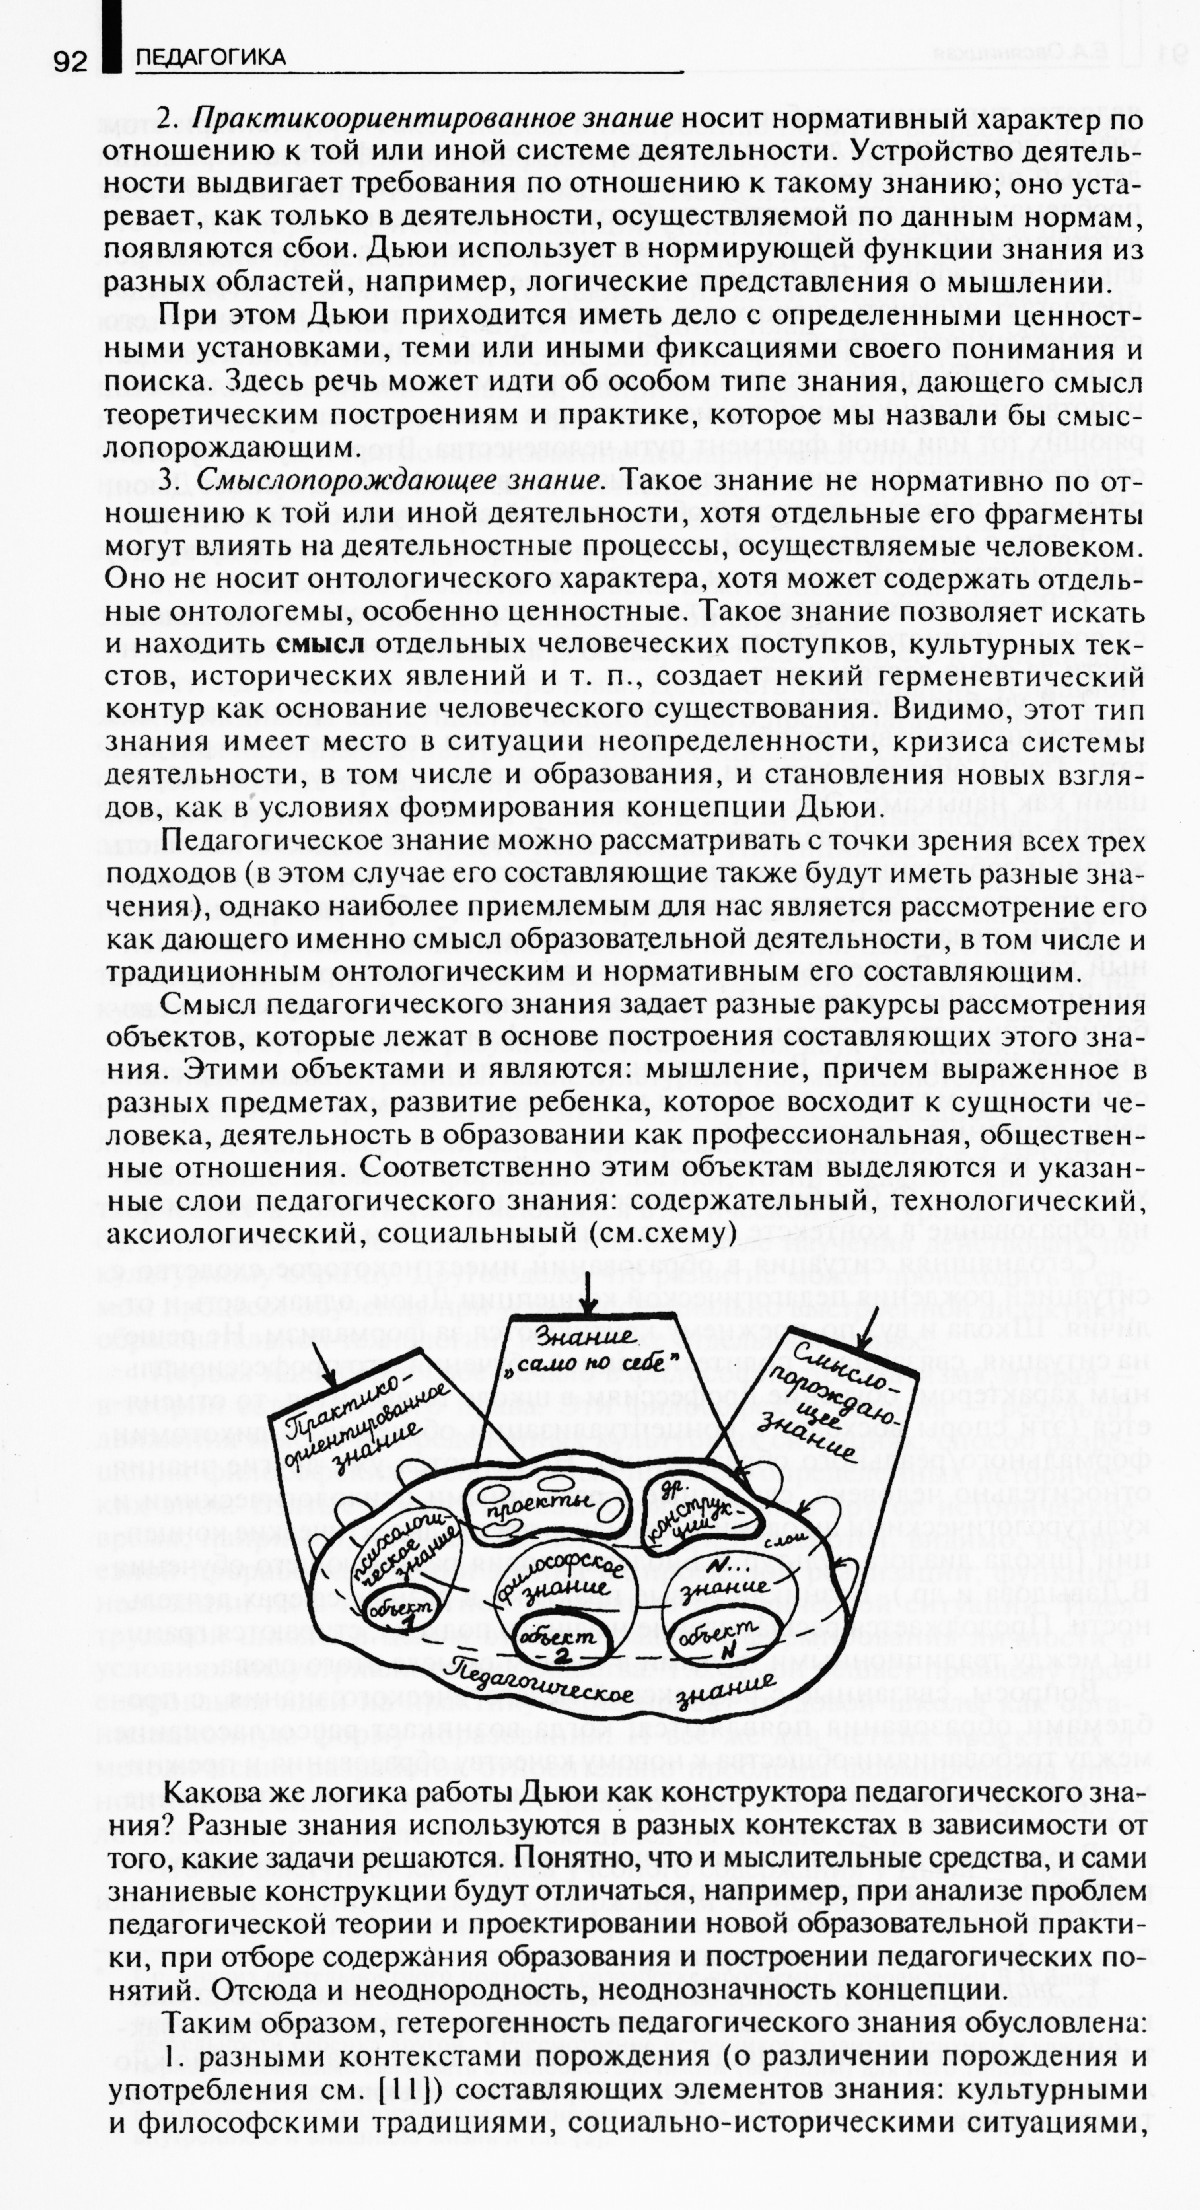 92 ПЕДАГОГИКА
2. Практикоориентированное знание носит нормативный характер по
отношению к той или иной системе деятельности. Устройство деятель-
ности выдвигает требования по отношению к такому знанию; оно уста-
ревает, как только в деятельности, осуществляемой по данным нормам,
появляются сбои. Дьюи использует в нормирующей функции знания из
разных областей, например, логические представления о мышлении.
При этом Дьюи приходится иметь дело с определенными ценност-
ными установками, теми или иными фиксациями своего понимания и
поиска. Здесь речь может идти об особом типе знания, дающего смысл
теоретическим построениям и практике, которое мы назвали бы смыс-
лопорождающим.
3. Смыслопорождающее знание. Такое знание не нормативно по от-
ношению к той или иной деятельности, хотя отдельные его фрагменты
могут влиять на деятельностные процессы, осуществляемые человеком.
Оно не носит онтологического характера, хотя может содержать отдель-
ные онтологемы, особенно ценностные. Такое знание позволяет искать
и находить смысл отдельных человеческих поступков, культурных тек-
стов, исторических явлений и т. п., создает некий герменевтический
контур как основание человеческого существования. Видимо, этот тип
знания имеет место в ситуации неопределенности, кризиса системы
деятельности, в том числе и образования, и становления новых взгля-
дов, как в условиях формирования концепции Дьюи.
Педагогическое знание можно рассматривать с точки зрения всех трех
подходов (в этом случае его составляющие также будут иметь разные зна-
чения), однако наиболее приемлемым для нас является рассмотрение его
как дающего именно смысл образовательной деятельности, в том числе и
традиционным онтологическим и нормативным его составляющим.
Смысл педагогического знания задает разные ракурсы рассмотрения
объектов, которые лежат в основе построения составляющих этого зна-
ния. Этими объектами и являются: мышление, причем выраженное в
разных предметах, развитие ребенка, которое восходит к сущности че-
ловека, деятельность в образовании как профессиональная, обществен-
ные отношения. Соответственно этим объектам выделяются и указан-
ные слои педагогического знания: содержательный, технологический,
аксиологический, социальныый (см.схему)
Практико-
ориентированное
знание
Знание
„само по себе"
Смысло-
порождаю-
щее
знание
психологи-
ческое
знание
проекты
др.
конструк-
ции
слои
философское
знание
N...
знание
объект
1
объект
2
объект
N
Педагогическое знание
Какова же логика работы Дьюи как конструктора педагогического зна-
ния? Разные знания используются в разных контекстах в зависимости от
того, какие задачи решаются. Понятно, что и мыслительные средства, и сами
знаниевые конструкции будут отличаться, например, при анализе проблем
педагогической теории и проектировании новой образовательной практи-
ки, при отборе содержания образования и построении педагогических по-
нятий. Отсюда и неоднородность, неоднозначность концепции.
Таким образом, гетерогенность педагогического знания обусловлена:
1. разными контекстами порождения (о различении порождения и
употребления см. [11]) составляющих элементов знания: культурными
и философскими традициями, социально-историческими ситуациями,